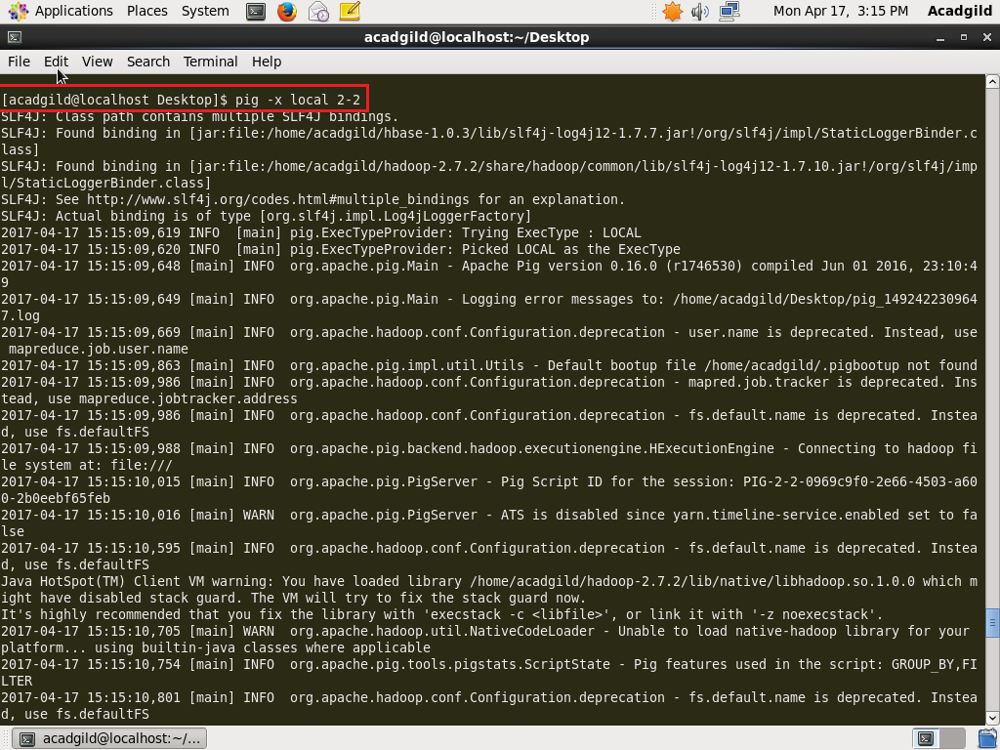 Applications Places System Mon Apr 17, 3:15 PM Acadgild
acadgild@localhost:~/Desktop
File Edit View Search Terminal Help
[acadgild@localhost Desktop]$ pig -x local 2-2
SLF4J: Class path contains multiple SLF4J bindings.
SLF4J: Found binding in [jar:file:/home/acadgild/hbase-1.0.3/lib/slf4j-log4j12-1.7.7.jar!/org/slf4j/impl/StaticLoggerBinder.c
lass]
SLF4J: Found binding in [jar:file:/home/acadgild/hadoop-2.7.2/share/hadoop/common/lib/slf4j-log4j12-1.7.10.jar!/org/slf4j/imp
l/StaticLoggerBinder.class]
SLF4J: See http://www.slf4j.org/codes.html#multiple_bindings for an explanation.
SLF4J: Actual binding is of type [org.slf4j.impl.Log4jLoggerFactory]
2017-04-17 15:15:09,619 INFO  [main] pig.ExecTypeProvider: Trying ExecType : LOCAL
2017-04-17 15:15:09,620 INFO  [main] pig.ExecTypeProvider: Picked LOCAL as the ExecType
2017-04-17 15:15:09,648 [main] INFO  org.apache.pig.Main - Apache Pig version 0.16.0 (r1746530) compiled Jun 01 2016, 23:10:4
9
2017-04-17 15:15:09,649 [main] INFO  org.apache.pig.Main - Logging error messages to: /home/acadgild/Desktop/pig_149242230964
7.log
2017-04-17 15:15:09,669 [main] INFO  org.apache.hadoop.conf.Configuration.deprecation - user.name is deprecated. Instead, use
 mapreduce.job.user.name
2017-04-17 15:15:09,863 [main] INFO  org.apache.pig.impl.util.Utils - Default bootup file /home/acadgild/.pigbootup not found
2017-04-17 15:15:09,986 [main] INFO  org.apache.hadoop.conf.Configuration.deprecation - mapred.job.tracker is deprecated. Ins
tead, use mapreduce.jobtracker.address
2017-04-17 15:15:09,986 [main] INFO  org.apache.hadoop.conf.Configuration.deprecation - fs.default.name is deprecated. Instea
d, use fs.defaultFS
2017-04-17 15:15:09,988 [main] INFO  org.apache.pig.backend.hadoop.executionengine.HExecutionEngine - Connecting to hadoop fi
le system at: file:///
2017-04-17 15:15:10,015 [main] INFO  org.apache.pig.PigServer - Pig Script ID for the session: PIG-2-2-0969c9f0-2e66-4503-a60
0-2b0eebf65feb
2017-04-17 15:15:10,016 [main] WARN  org.apache.pig.PigServer - ATS is disabled since yarn.timeline-service.enabled set to fa
lse
2017-04-17 15:15:10,595 [main] INFO  org.apache.hadoop.conf.Configuration.deprecation - fs.default.name is deprecated. Instea
d, use fs.defaultFS
Java HotSpot(TM) Client VM warning: You have loaded library /home/acadgild/hadoop-2.7.2/lib/native/libhadoop.so.1.0.0 which m
ight have disabled stack guard. The VM will try to fix the stack guard now.
It's highly recommended that you fix the library with 'execstack -c <libfile>', or link it with '-z noexecstack'.
2017-04-17 15:15:10,705 [main] WARN  org.apache.hadoop.util.NativeCodeLoader - Unable to load native-hadoop library for your
platform... using builtin-java classes where applicable
2017-04-17 15:15:10,754 [main] INFO  org.apache.pig.tools.pigstats.ScriptState - Pig features used in the script: GROUP_BY,FI
LTER
2017-04-17 15:15:10,801 [main] INFO  org.apache.hadoop.conf.Configuration.deprecation - fs.default.name is deprecated. Instea
d, use fs.defaultFS
acadgild@localhost:~/...